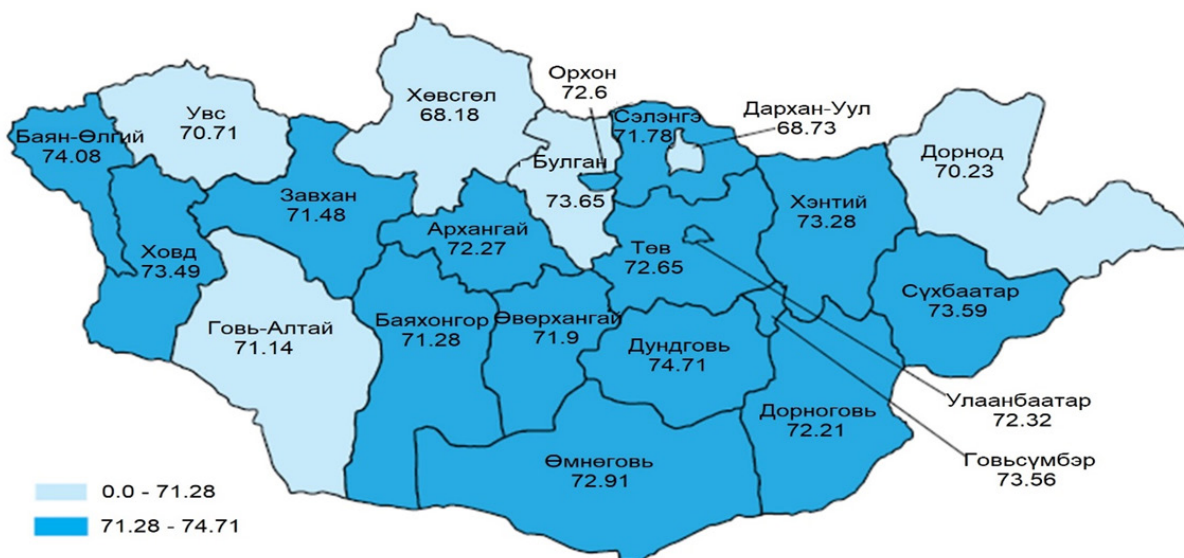 Орхон
72.6
Хөвсгөл
68.18
Дархан-Уул
68.73
Увс
70.71
Сэлэнгэ
71.78
Баян-Өлгий
74.08
Булган
73.65
Дорнод
70.23
Завхан
71.48
Хэнтий
73.28
Архангай
72.27
Ховд
73.49
Төв
72.65
Сүхбаатар
73.59
Говь-Алтай
71.14
Баяхонгор
71.28
Өвөрхангай
71.9
Дундговь
74.71
Улаанбаатар
72.32
Дорноговь
72.21
Говьсүмбэр
73.56
Өмнөговь
72.91
0.0 - 71.28
71.28 - 74.71